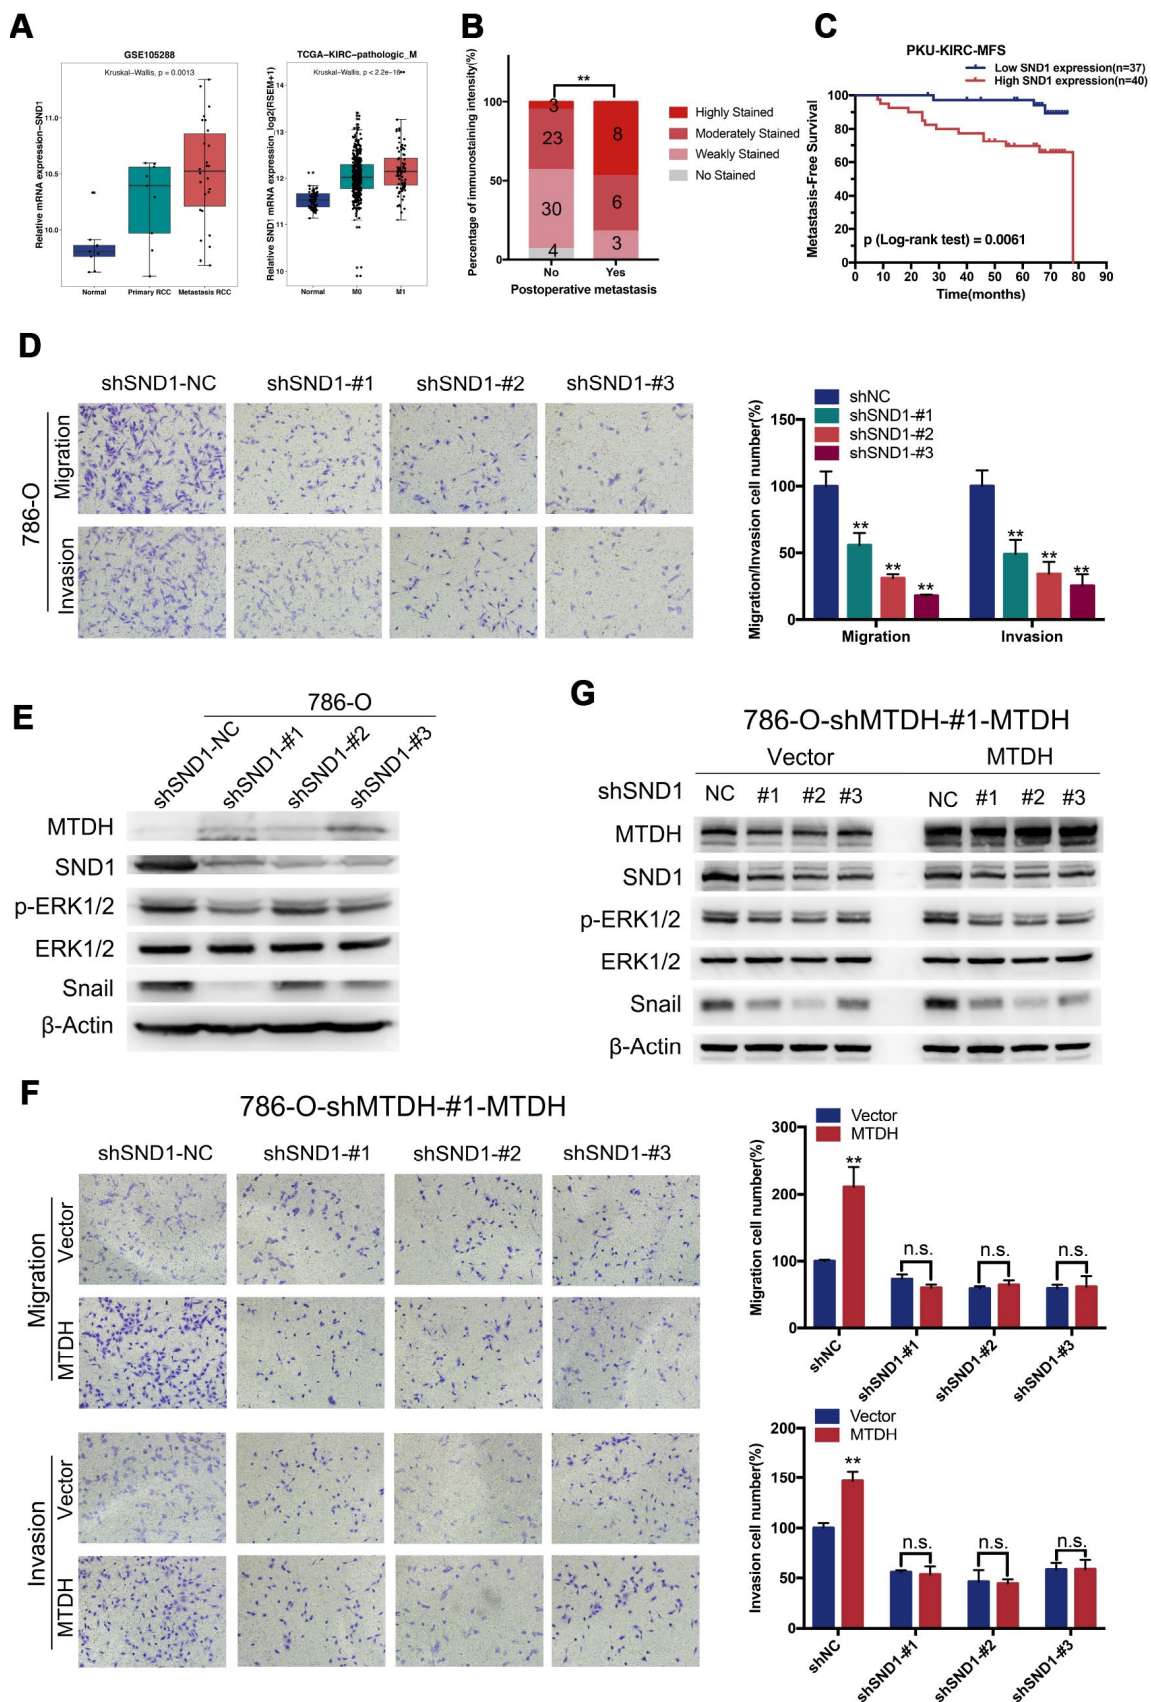 A
GSE105288
Kruskal–Wallis, p = 0.0013
Relative mRNA expression–SND1
11.0
10.5
10.0
Normal
Primary RCC
Metastasis RCC
TCGA–KIRC–pathologic_M
Kruskal–Wallis, p < 2.2e–16
Relative SND1 mRNA expression_log2(RSEM+1)
14
13
12
11
10
Normal
M0
M1
B
**
Percentage of immunostaining intensity(%)
100
50
0
3
23
30
4
8
6
3
No
Yes
Postoperative metastasis
Highly Stained
Moderately Stained
Weakly Stained
No Stained
C
PKU-KIRC-MFS
Low SND1 expression(n=37)
High SND1 expression(n=40)
Metastasis-Free Survival
100
80
60
40
20
0
p (Log-rank test) = 0.0061
0 10 20 30 40 50 60 70 80 90
Time(months)
D
shSND1-NC shSND1-#1 shSND1-#2 shSND1-#3
786-O
Migration
Invasion
shNC
shSND1-#1
shSND1-#2
shSND1-#3
Migration/Invasion cell number(%)
150
100
50
0
** ** ** ** ** **
Migration Invasion
E
786-O
shSND1-NC shSND1-#1 shSND1-#2 shSND1-#3
MTDH
SND1
p-ERK1/2
ERK1/2
Snail
β-Actin
G
786-O-shMTDH-#1-MTDH
Vector MTDH
shSND1 NC #1 #2 #3 NC #1 #2 #3
MTDH
SND1
p-ERK1/2
ERK1/2
Snail
β-Actin
F
786-O-shMTDH-#1-MTDH
shSND1-NC shSND1-#1 shSND1-#2 shSND1-#3
Migration
Vector
MTDH
Invasion
Vector
MTDH
Vector
MTDH
Migration cell number(%)
300
200
100
0
**
n.s. n.s. n.s.
shNC shSND1-#1 shSND1-#2 shSND1-#3
Vector
MTDH
Invasion cell number(%)
200
150
100
50
0
**
n.s. n.s. n.s.
shNC shSND1-#1 shSND1-#2 shSND1-#3